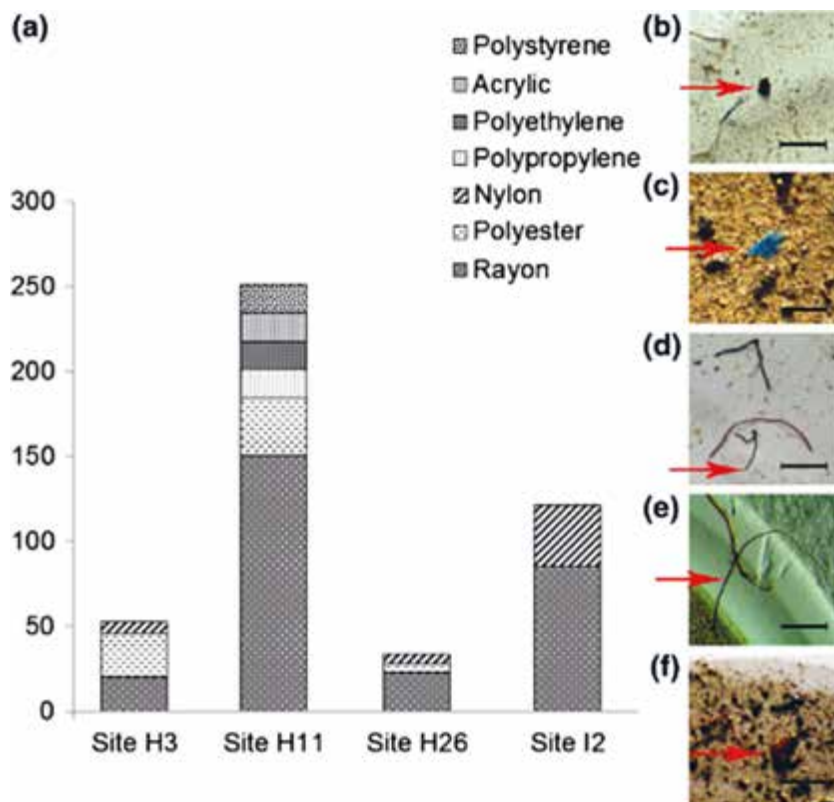 (a)
Polystyrene
Acrylic
Polyethylene
Polypropylene
Nylon
Polyester
Rayon
300
250
200
150
100
50
0
Site H3 Site H11 Site H26 Site I2
(b)
(c)
(d)
(e)
(f)